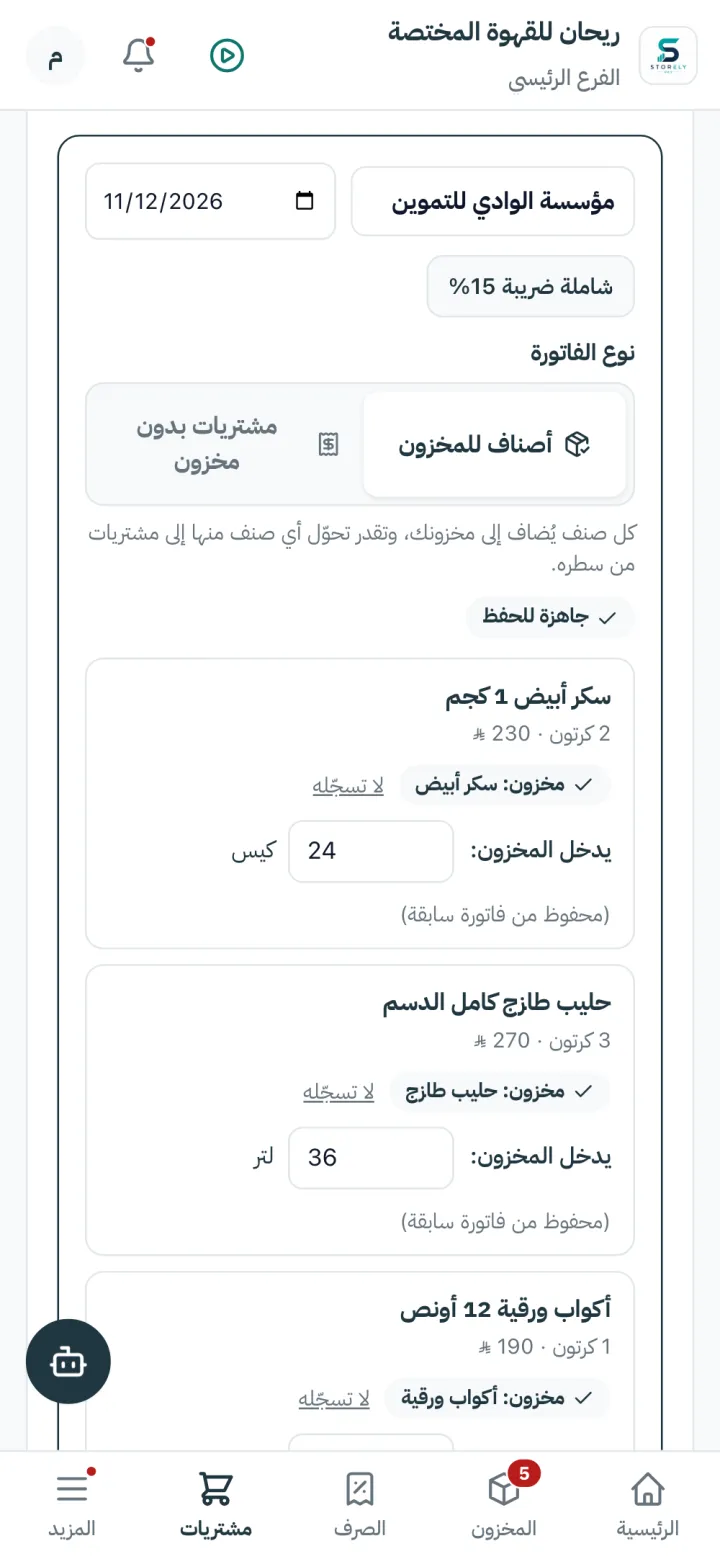 ريحان للقهوة المختصة
الفرع الرئيسي
STORELY
م
مؤسسة الوادي للتموين
11/12/2026
شاملة ضريبة 15%
نوع الفاتورة
أصناف للمخزون
مشتريات بدون مخزون
كل صنف يُضاف إلى مخزونك، وتقدر تحوّل أي صنف منها إلى مشتريات
من سطره.
جاهزة للحفظ
سكر أبيض 1 كجم
2 كرتون · 230 ⃁
مخزون: سكر أبيض
لا تسجّله
يدخل المخزون:
24
كيس
(محفوظ من فاتورة سابقة)
حليب طازج كامل الدسم
3 كرتون · 270 ⃁
مخزون: حليب طازج
لا تسجّله
يدخل المخزون:
36
لتر
(محفوظ من فاتورة سابقة)
أكواب ورقية 12 أونص
1 كرتون · 190 ⃁
مخزون: أكواب ورقية
لا تسجّله
الرئيسية
5
المخزون
الصرف
مشتريات
المزيد